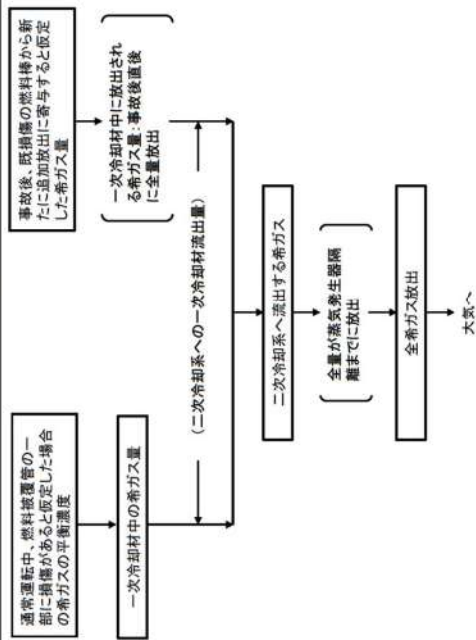 通常運転中、燃料被覆管の一
部に損傷があると仮定した場合
の希ガスの平衡濃度
一次冷却材中の希ガス量
事故後、既損傷の燃料棒から新
たに追加放出に寄与すると仮定
した希ガス量
一次冷却材中に放出され
る希ガス量：事故後直後
に全量放出
（二次冷却系への一次冷却材流出量）
二次冷却系へ流出する希ガス
全量が蒸気発生器隔
離までに放出
全希ガス放出
大気へ